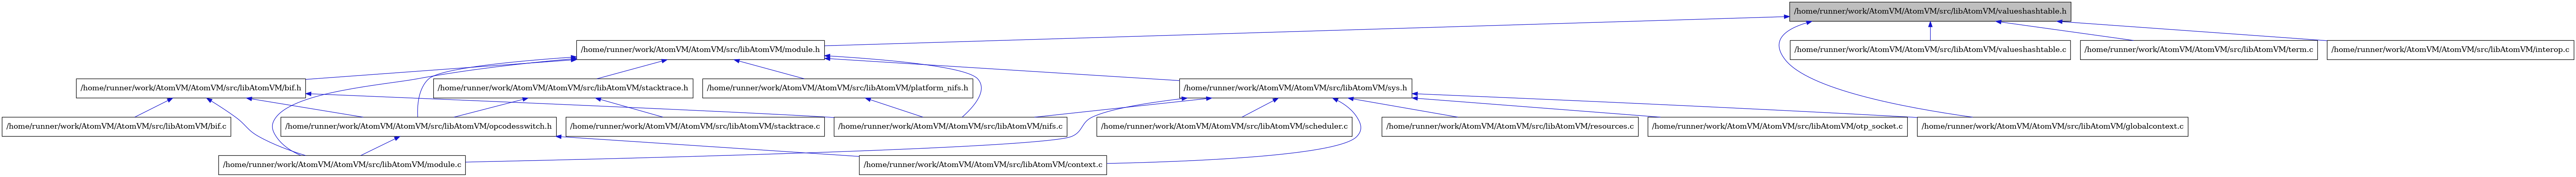 /home/runner/work/AtomVM/AtomVM/src/libAtomVM/valueshashtable.h
/home/runner/work/AtomVM/AtomVM/src/libAtomVM/module.h
/home/runner/work/AtomVM/AtomVM/src/libAtomVM/valueshashtable.c
/home/runner/work/AtomVM/AtomVM/src/libAtomVM/term.c
/home/runner/work/AtomVM/AtomVM/src/libAtomVM/interop.c
/home/runner/work/AtomVM/AtomVM/src/libAtomVM/bif.h
/home/runner/work/AtomVM/AtomVM/src/libAtomVM/stacktrace.h
/home/runner/work/AtomVM/AtomVM/src/libAtomVM/platform_nifs.h
/home/runner/work/AtomVM/AtomVM/src/libAtomVM/sys.h
/home/runner/work/AtomVM/AtomVM/src/libAtomVM/bif.c
/home/runner/work/AtomVM/AtomVM/src/libAtomVM/opcodesswitch.h
/home/runner/work/AtomVM/AtomVM/src/libAtomVM/stacktrace.c
/home/runner/work/AtomVM/AtomVM/src/libAtomVM/nifs.c
/home/runner/work/AtomVM/AtomVM/src/libAtomVM/scheduler.c
/home/runner/work/AtomVM/AtomVM/src/libAtomVM/resources.c
/home/runner/work/AtomVM/AtomVM/src/libAtomVM/otp_socket.c
/home/runner/work/AtomVM/AtomVM/src/libAtomVM/globalcontext.c
/home/runner/work/AtomVM/AtomVM/src/libAtomVM/module.c
/home/runner/work/AtomVM/AtomVM/src/libAtomVM/context.c